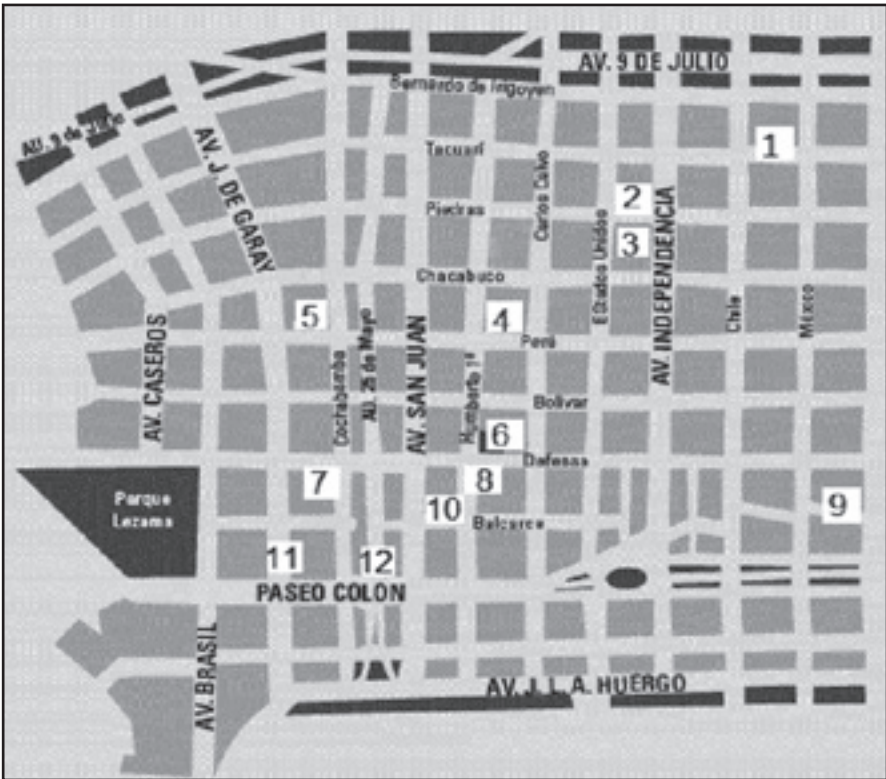 AV. 9 DE JULIO
Bernardo de Irigoyen
AU. 9 de Julio
AV. J. DE GARAY
Tacuarí
Carlos Calvo
1
2
Piedras
Estados Unidos
AV. INDEPENDENCIA
3
Chacabuco
5
4
Chile
México
AV. CASEROS
Cochabamba
AU. 25 de Mayo
AV. SAN JUAN
Humberto 1º
Perú
Bolivar
6
Defensa
7
8
Parque
Lezama
10
9
Balcarce
11
12
PASEO COLON
AV. BRASIL
AV. J. L. A. HUERGO